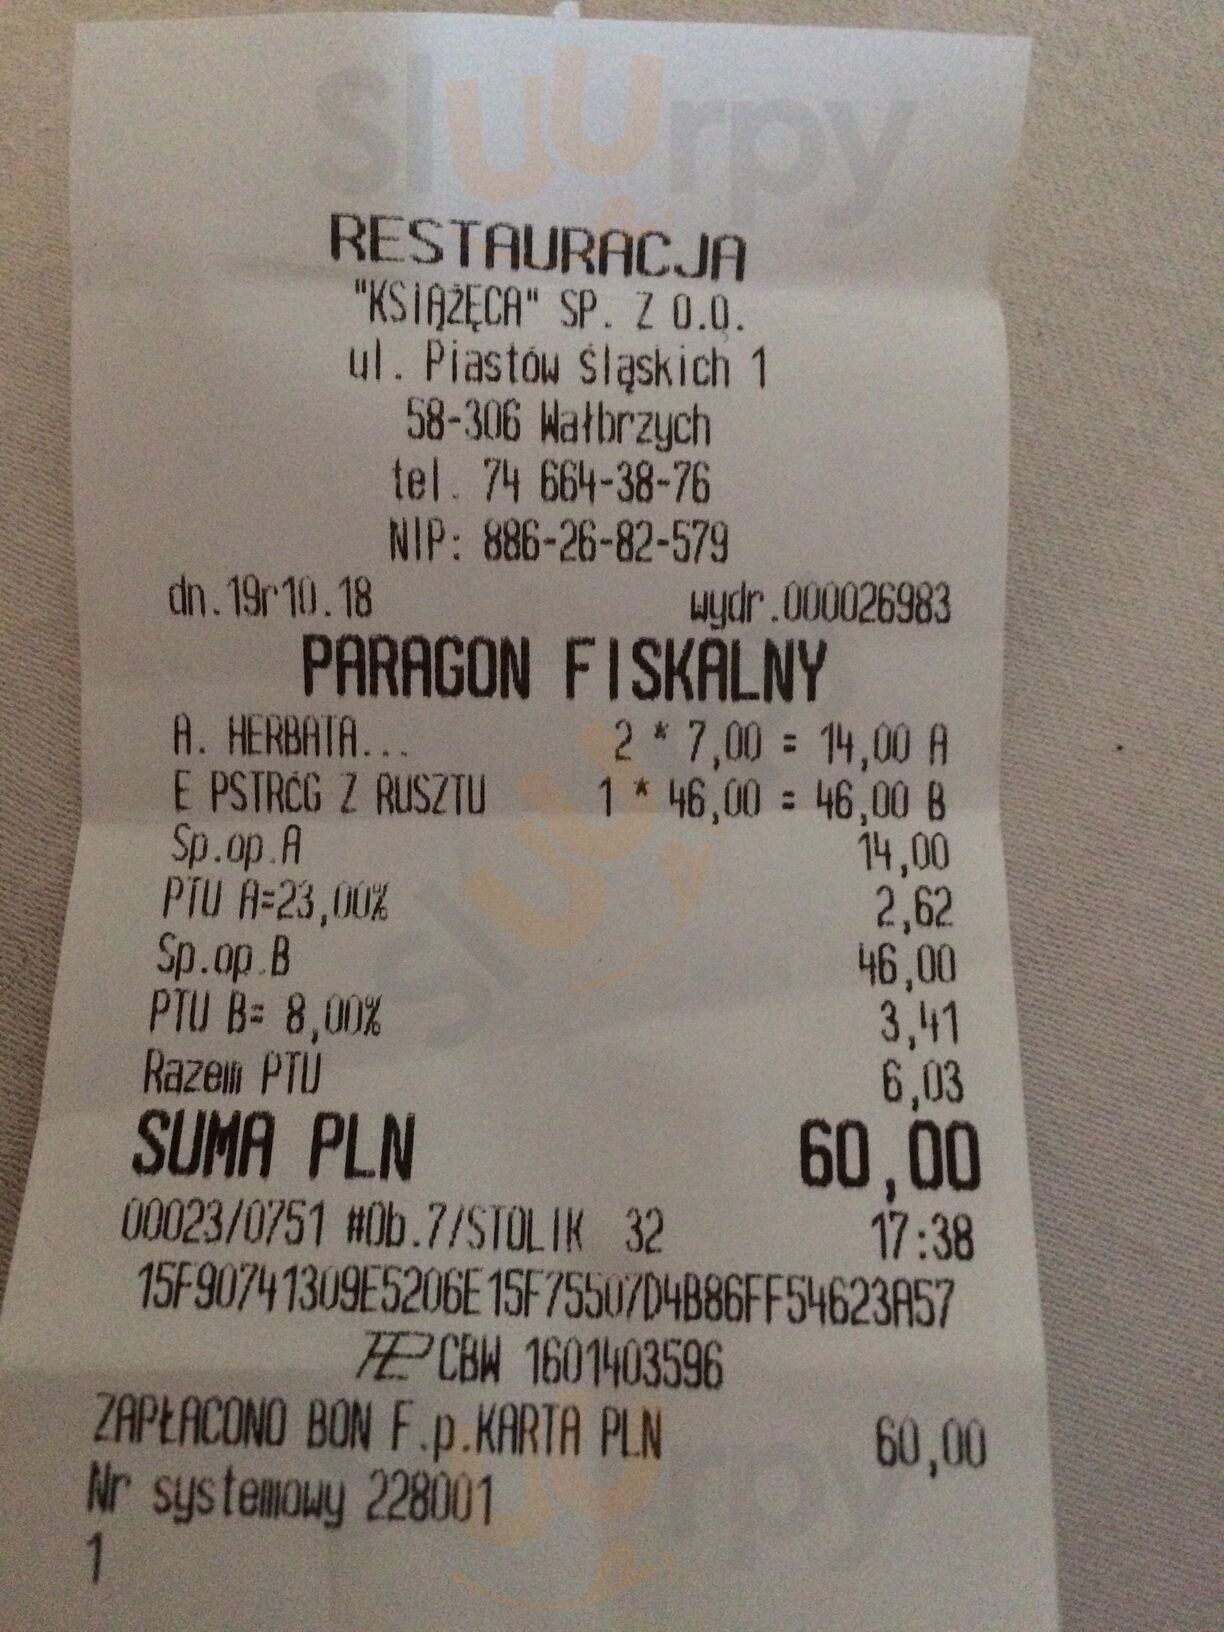 sluurpy
RESTAURACJA
"KSIĄŻĘCA" SP. Z O.O.
ul. Piastów Śląskich 1
58-306 Wałbrzych
tel. 74 664-38-76
NIP: 886-26-82-579
dn.19r10.18 wydr.000026983
PARAGON FISKALNY
A. HERBATA... 2 * 7,00 = 14,00 A
E PSTRĆG Z RUSZTU 1 * 46,00 = 46,00 B
Sp.op.A 14,00
PTU A=23,00% 2,62
Sp.op.B 46,00
PTU B= 8,00% 3,41
Razem PTU 6,03
SUMA PLN 60,00
00023/0751 #Ob.7/STOLIK 32 17:38
15F90741309E5206E15F75507D4B86FF54623A57
CBW 1601403596
ZAPŁACONO BON F.p.KARTA PLN 60,00
Nr systemowy 228001
1